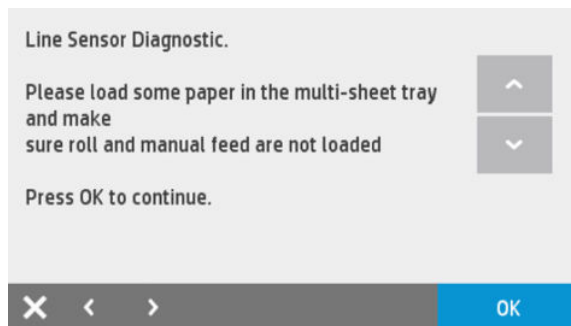 Line Sensor Diagnostic.
Please load some paper in the multi-sheet tray
and make
sure roll and manual feed are not loaded
Press OK to continue.
OK